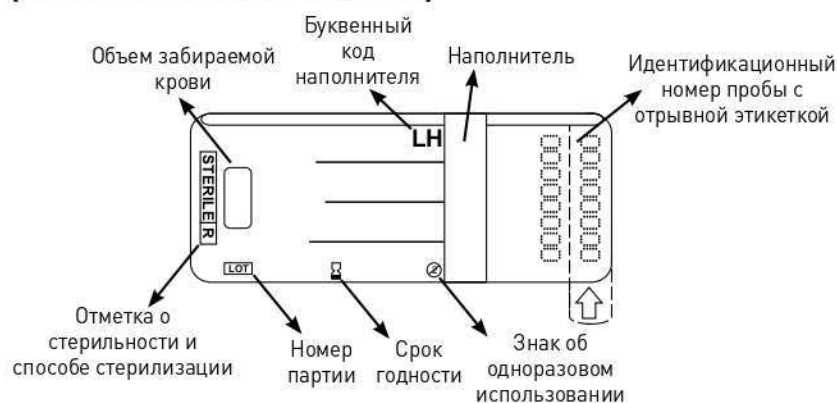 Буквенный
код
наполнителя
Объем забираемой
крови
Наполнитель
Идентификационный
номер пробы с
отрывной этикеткой
LH
STERILE R
LOT
2
Отметка о
стерильности и
способе стерилизации
Номер
партии
Срок
годности
Знак об
одноразовом
использовании